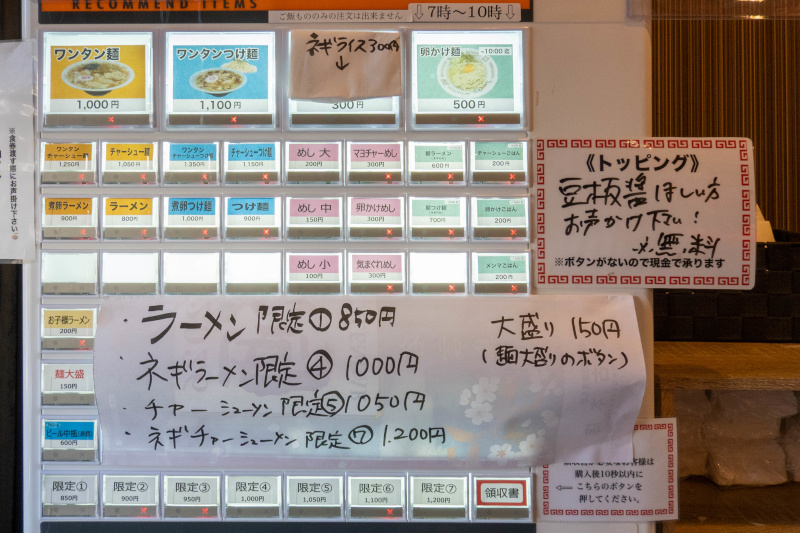 RECOMMEND ITEMS
ご飯もののみの注文は出来ません
↓7時～10時↓
ワンタン麺
1,000円
ワンタンつけ麺
1,100円
ネギライス300円
↓
300円
卵かけ麺
~10:00迄
500円
ワンタン
チャーシュー麺
1,250円
チャーシュー麺
1,050円
ワンタン
チャーシューつけ麺
1,350円
チャーシューつけ麺
1,150円
めし 大
200円
マヨチャーめし
300円
600円
チャーシューごはん
200円
煮卵ラーメン
900円
ラーメン
800円
煮卵つけ麺
1,000円
つけ麺
900円
めし 中
150円
卵かけめし
300円
700円
卵かけごはん
200円
めし 小
100円
気まぐれめし
300円
メンマごはん
200円
お子様ラーメン
200円
麺大盛
150円
600円
・ラーメン 限定① 850円
・ネギラーメン限定④ 1000円
・チャーシューメン 限定⑤1050円
・ネギチャーシューメン 限定⑦ 1,200円
大盛り 150円
(麺大盛りのボタン)
限定①
850円
限定②
900円
限定③
950円
限定④
1,000円
限定⑤
1,050円
限定⑥
1,100円
限定⑦
1,200円
領収書
《トッピング》
豆板醤ほしい方
お声かけ下さい!
無料
※ボタンがないので現金で承ります
購入後10秒以内に
⇐こちらのボタンを
押してください。
※食券渡す際にお声掛け下さい